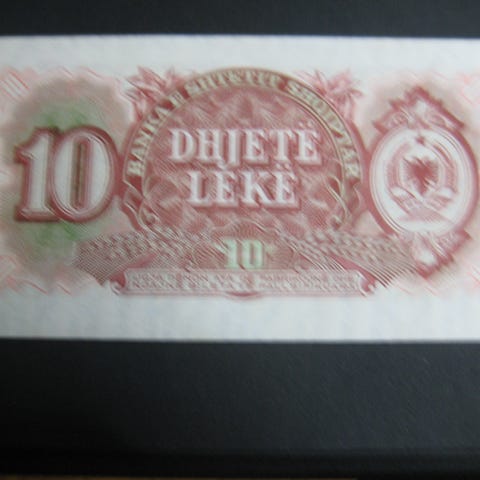 BANKA E SHTETIT SHQIPTAR
10
DHJETË
LEKË
10